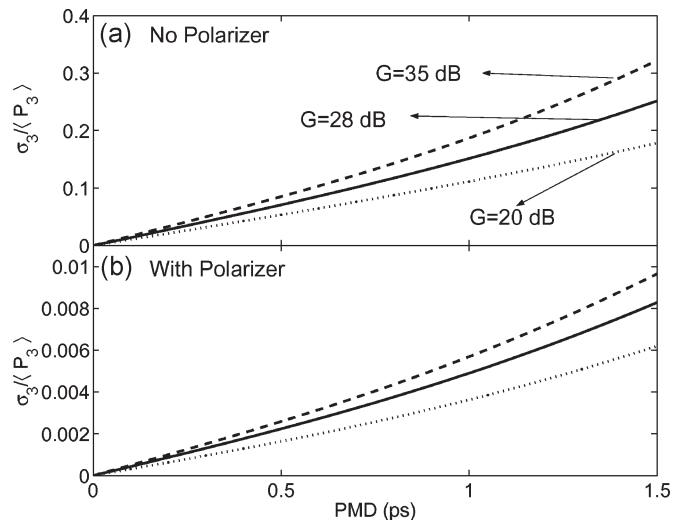 0.4
(a) No Polarizer
G=35 dB
0.3
G=28 dB
0.2
σ3/⟨ P3 ⟩
0.1
G=20 dB
0
(b) With Polarizer
0.01
0.008
0.006
σ3/⟨ P3 ⟩
0.004
0.002
0
0 0.5 1 1.5
PMD (ps)